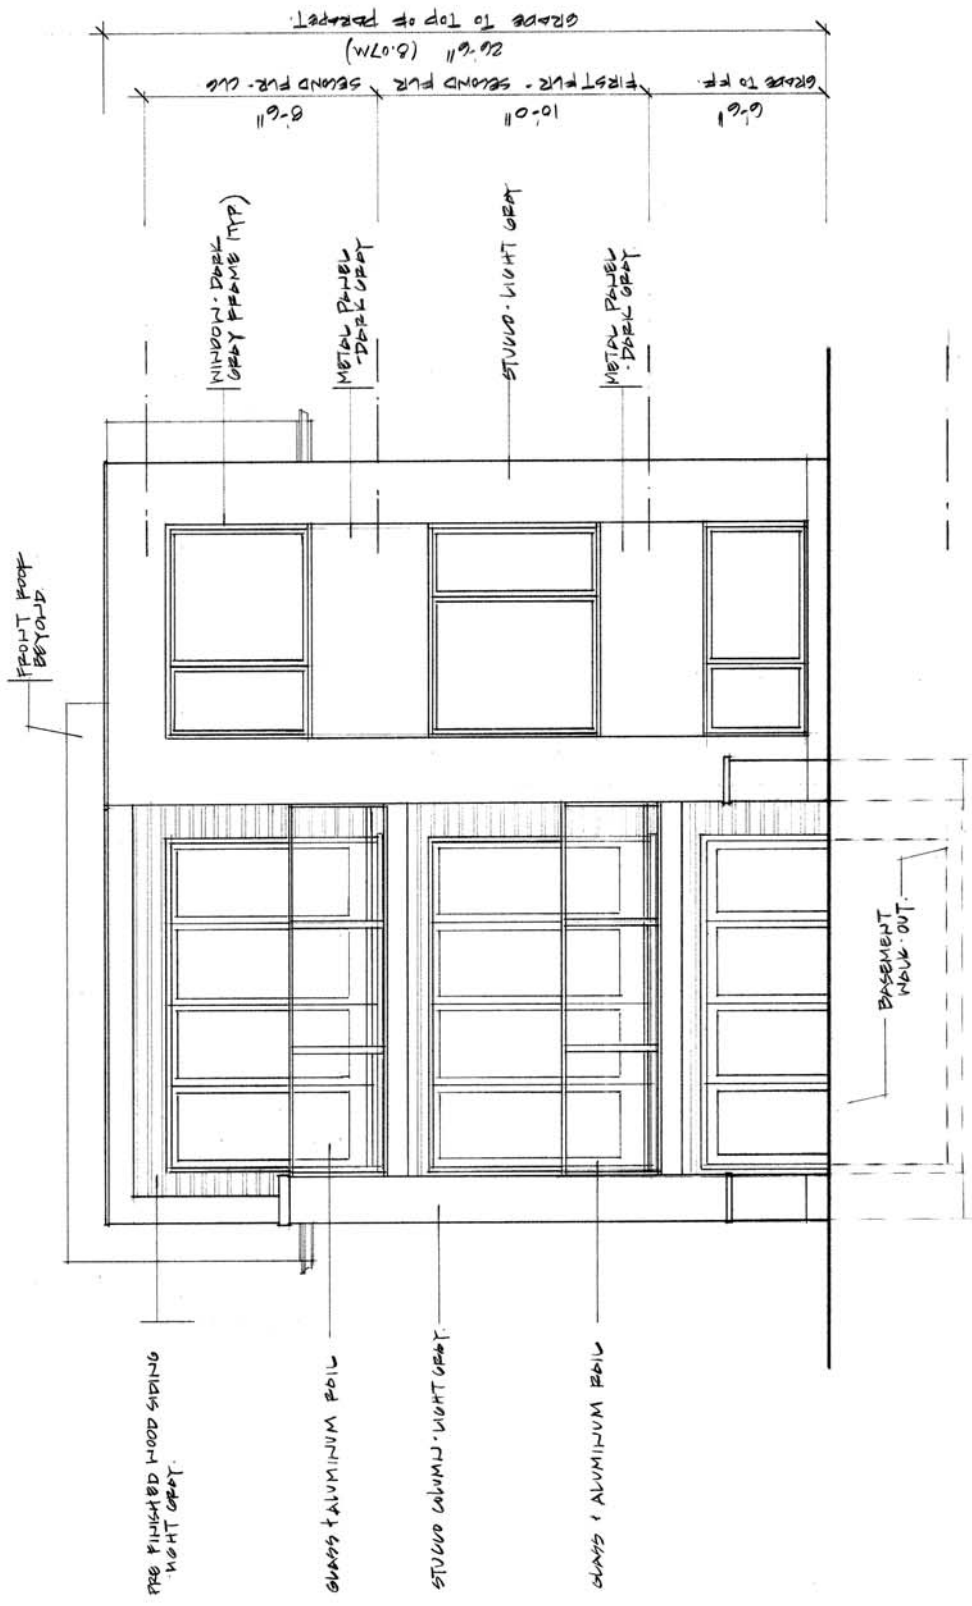 FRONT ROOF
BEYOND.
WINDOW - DARK
GRAY FRAME (TYP)
METAL PANEL
- DARK GRAY
STUCCO - LIGHT GRAY
METAL PANEL
- DARK GRAY
8'-6"
SECOND FLR - CLG
10'-0"
FIRST FLR - SECOND FLR
6'-6"
GRADE TO FF.
26'-6" (8.07M)
GRADE TO TOP OF PARAPET.
PRE FINISHED WOOD SIDING
- LIGHT GRAY.
GLASS + ALUMINUM RAIL
STUCCO COLUMN - LIGHT GRAY.
GLASS + ALUMINUM RAIL
BASEMENT
WALK-OUT.